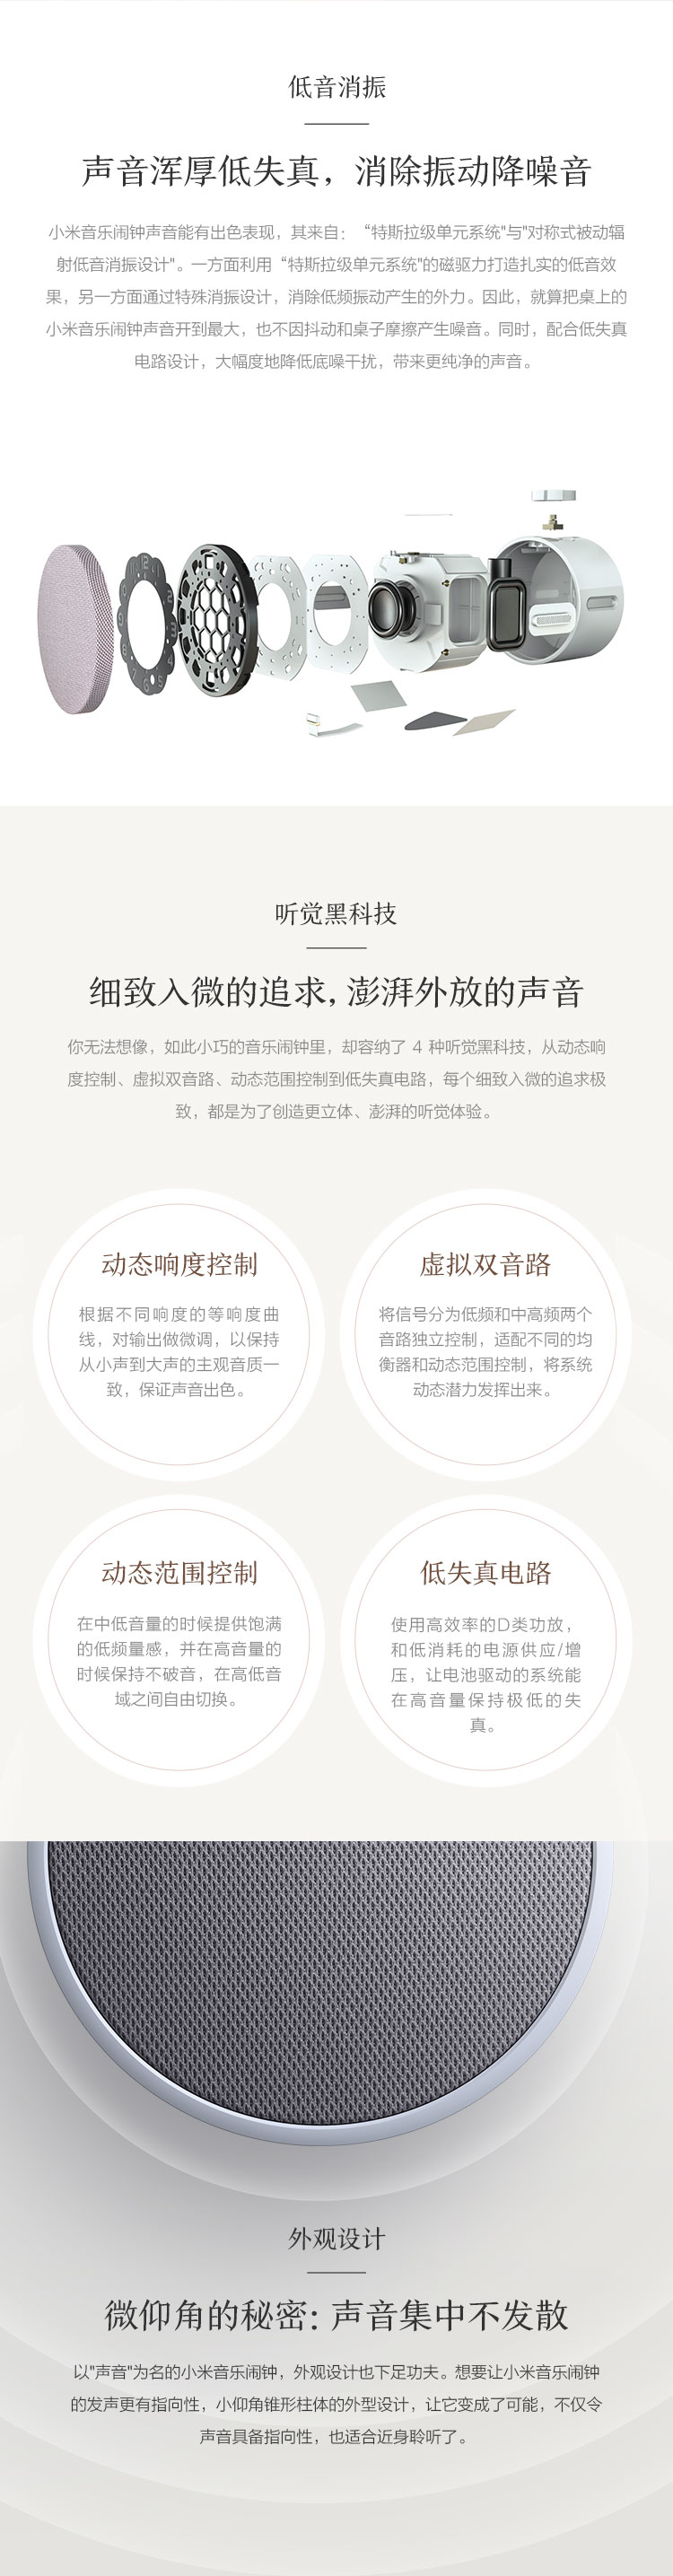 低音消振
声音浑厚低失真，消除振动降噪音
小米音乐闹钟声音能有出色表现，其来自：“特斯拉级单元系统"与"对称式被动辐
射低音消振设计"。一方面利用“特斯拉级单元系统"的磁驱力打造扎实的低音效
果，另一方面通过特殊消振设计，消除低频振动产生的外力。因此，就算把桌上的
小米音乐闹钟声音开到最大，也不因抖动和桌子摩擦产生噪音。同时，配合低失真
电路设计，大幅度地降低底噪干扰，带来更纯净的声音。
听觉黑科技
细致入微的追求，澎湃外放的声音
你无法想像，如此小巧的音乐闹钟里，却容纳了 4 种听觉黑科技，从动态响
度控制、虚拟双音路、动态范围控制到低失真电路，每个细致入微的追求极
致，都是为了创造更立体、澎湃的听觉体验。
动态响度控制
根据不同响度的等响度曲
线，对输出做微调，以保持
从小声到大声的主观音质一
致，保证声音出色。
虚拟双音路
将信号分为低频和中高频两个
音路独立控制，适配不同的均
衡器和动态范围控制，将系统
动态潜力发挥出来。
动态范围控制
在中低音量的时候提供饱满
的低频量感，并在高音量的
时候保持不破音，在高低音
域之间自由切换。
低失真电路
使用高效率的D类功放，
和低消耗的电源供应/增
压，让电池驱动的系统能
在高音量保持极低的失
真。
外观设计
微仰角的秘密：声音集中不发散
以"声音"为名的小米音乐闹钟，外观设计也下足功夫。想要让小米音乐闹钟
的发声更有指向性，小仰角锥形柱体的外型设计，让它变成了可能，不仅令
声音具备指向性，也适合近身聆听了。